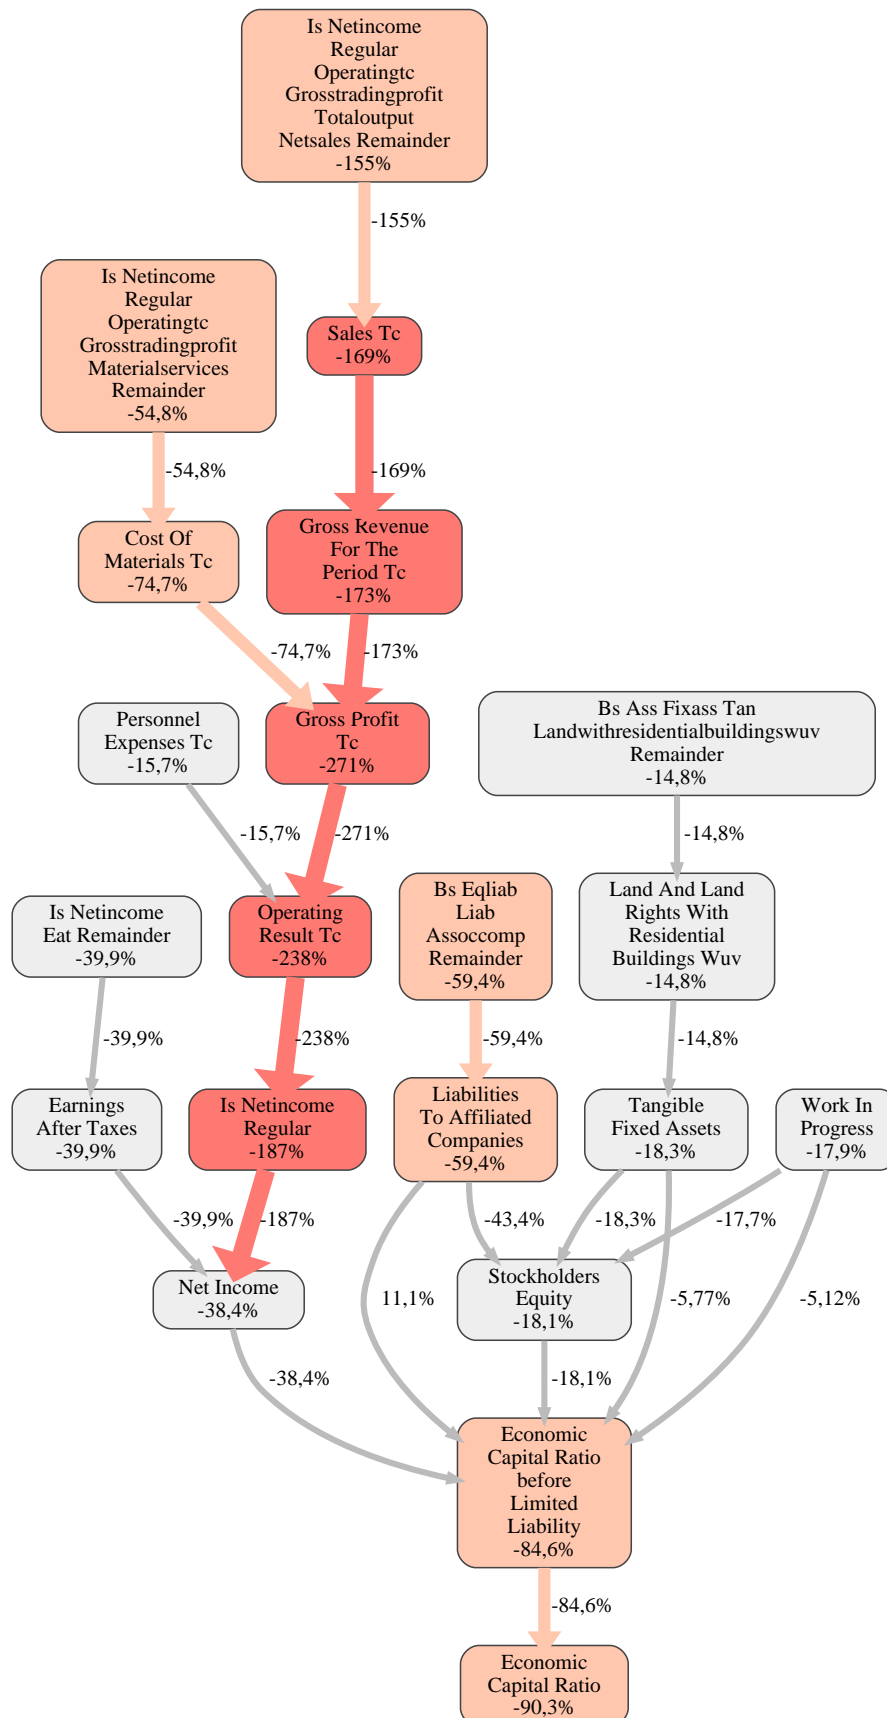 Is Netincome
Regular
Operatingtc
Grosstradingprofit
Totaloutput
Netsales Remainder
-155%
-155%
Is Netincome
Regular
Operatingtc
Grosstradingprofit
Materialservices
Remainder
-54,8%
Sales Tc
-169%
-54,8%
-169%
Cost Of
Materials Tc
-74,7%
Gross Revenue
For The
Period Tc
-173%
-74,7%
-173%
Personnel
Expenses Tc
-15,7%
Gross Profit
Tc
-271%
Bs Ass Fixass Tan
Landwithresidentialbuildingswuv
Remainder
-14,8%
-15,7%
-271%
-14,8%
Is Netincome
Eat Remainder
-39,9%
Operating
Result Tc
-238%
Bs Eqliab
Liab
Assoccomp
Remainder
-59,4%
Land And Land
Rights With
Residential
Buildings Wuv
-14,8%
-39,9%
-238%
-59,4%
-14,8%
Earnings
After Taxes
-39,9%
Is Netincome
Regular
-187%
Liabilities
To Affiliated
Companies
-59,4%
Tangible
Fixed Assets
-18,3%
Work In
Progress
-17,9%
-39,9%
-187%
-43,4%
-18,3%
-17,7%
Net Income
-38,4%
11,1%
Stockholders
Equity
-18,1%
-5,77%
-5,12%
-38,4%
-18,1%
Economic
Capital Ratio
before
Limited
Liability
-84,6%
-84,6%
Economic
Capital Ratio
-90,3%